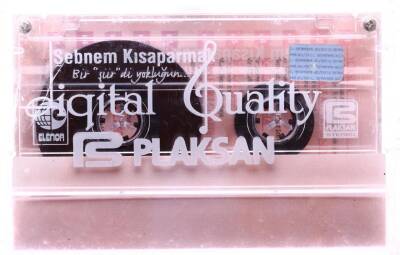 Şebnem Kısaparmak
Bir "şiir"di yokluğun...
Digital Quality
ELENOR
PLAKSAN
PLAKSAN